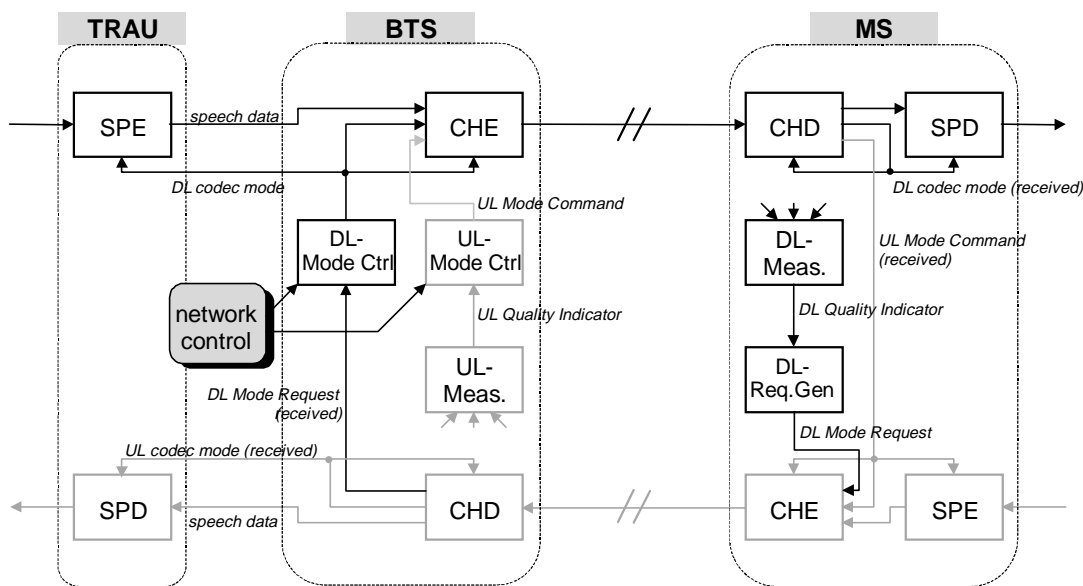 TRAU
BTS
MS
SPE
speech data
CHE
CHD
SPD
DL codec mode
DL codec mode (received)
UL Mode Command
DL-
Mode Ctrl
UL-
Mode Ctrl
DL-
Meas.
UL Mode Command
(received)
network
control
UL Quality Indicator
DL Quality Indicator
UL-
Meas.
DL-
Req.Gen
DL Mode Request
(received)
DL Mode Request
UL codec mode (received)
SPD
speech data
CHD
CHE
SPE